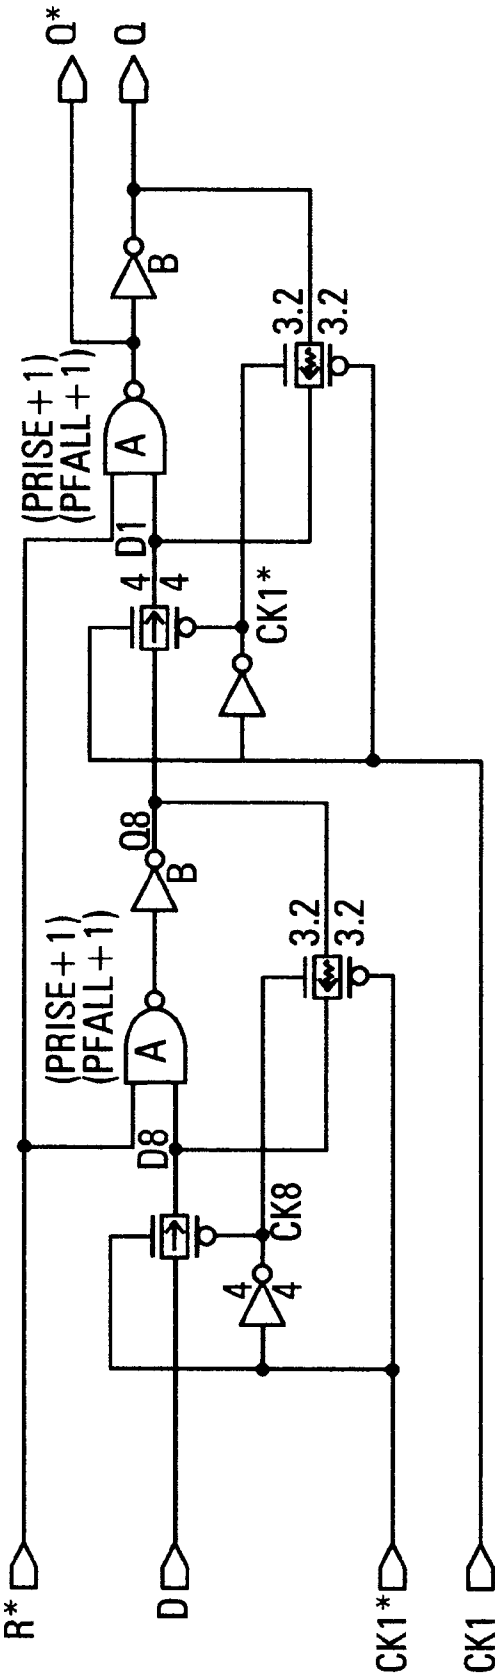 R*
D
CK1*
CK1
(PRISE+1)
(PFALL+1)
D8
A
B
Q8
4
4
CK8
3.2
3.2
(PRISE+1)
(PFALL+1)
D1
A
4
4
CK1*
B
3.2
3.2
Q*
Q